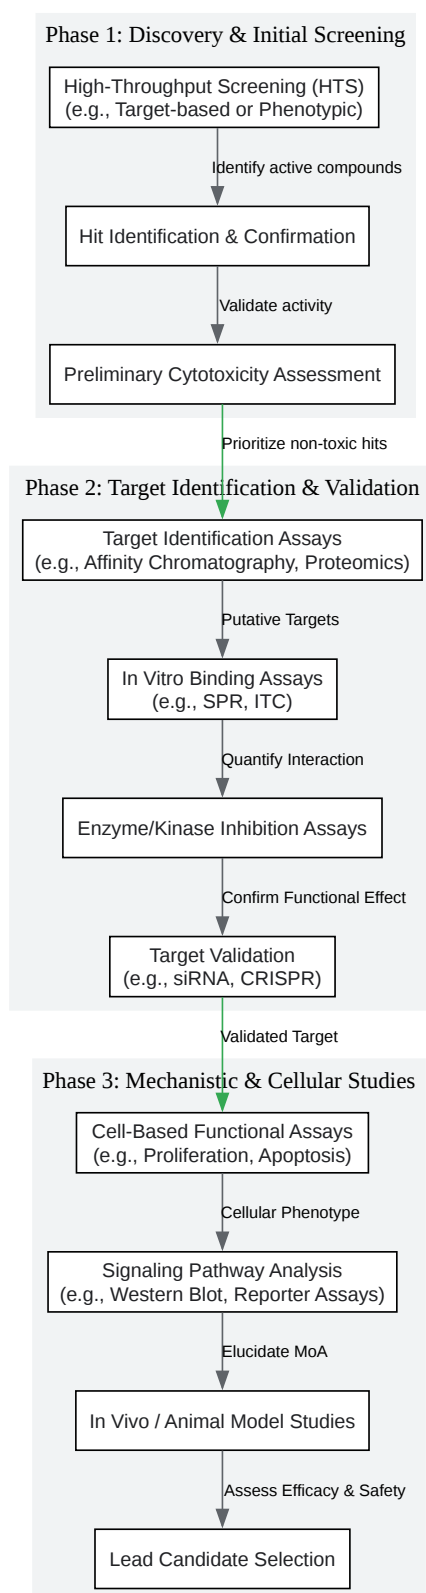 Phase 1: Discovery & Initial Screening
High-Throughput Screening (HTS)
(e.g., Target-based or Phenotypic)
Identify active compounds
Hit Identification & Confirmation
Validate activity
Preliminary Cytotoxicity Assessment
Prioritize non-toxic hits
Phase 2: Target Identification & Validation
Target Identification Assays
(e.g., Affinity Chromatography, Proteomics)
Putative Targets
In Vitro Binding Assays
(e.g., SPR, ITC)
Quantify Interaction
Enzyme/Kinase Inhibition Assays
Confirm Functional Effect
Target Validation
(e.g., siRNA, CRISPR)
Validated Target
Phase 3: Mechanistic & Cellular Studies
Cell-Based Functional Assays
(e.g., Proliferation, Apoptosis)
Cellular Phenotype
Signaling Pathway Analysis
(e.g., Western Blot, Reporter Assays)
Elucidate MoA
In Vivo / Animal Model Studies
Assess Efficacy & Safety
Lead Candidate Selection